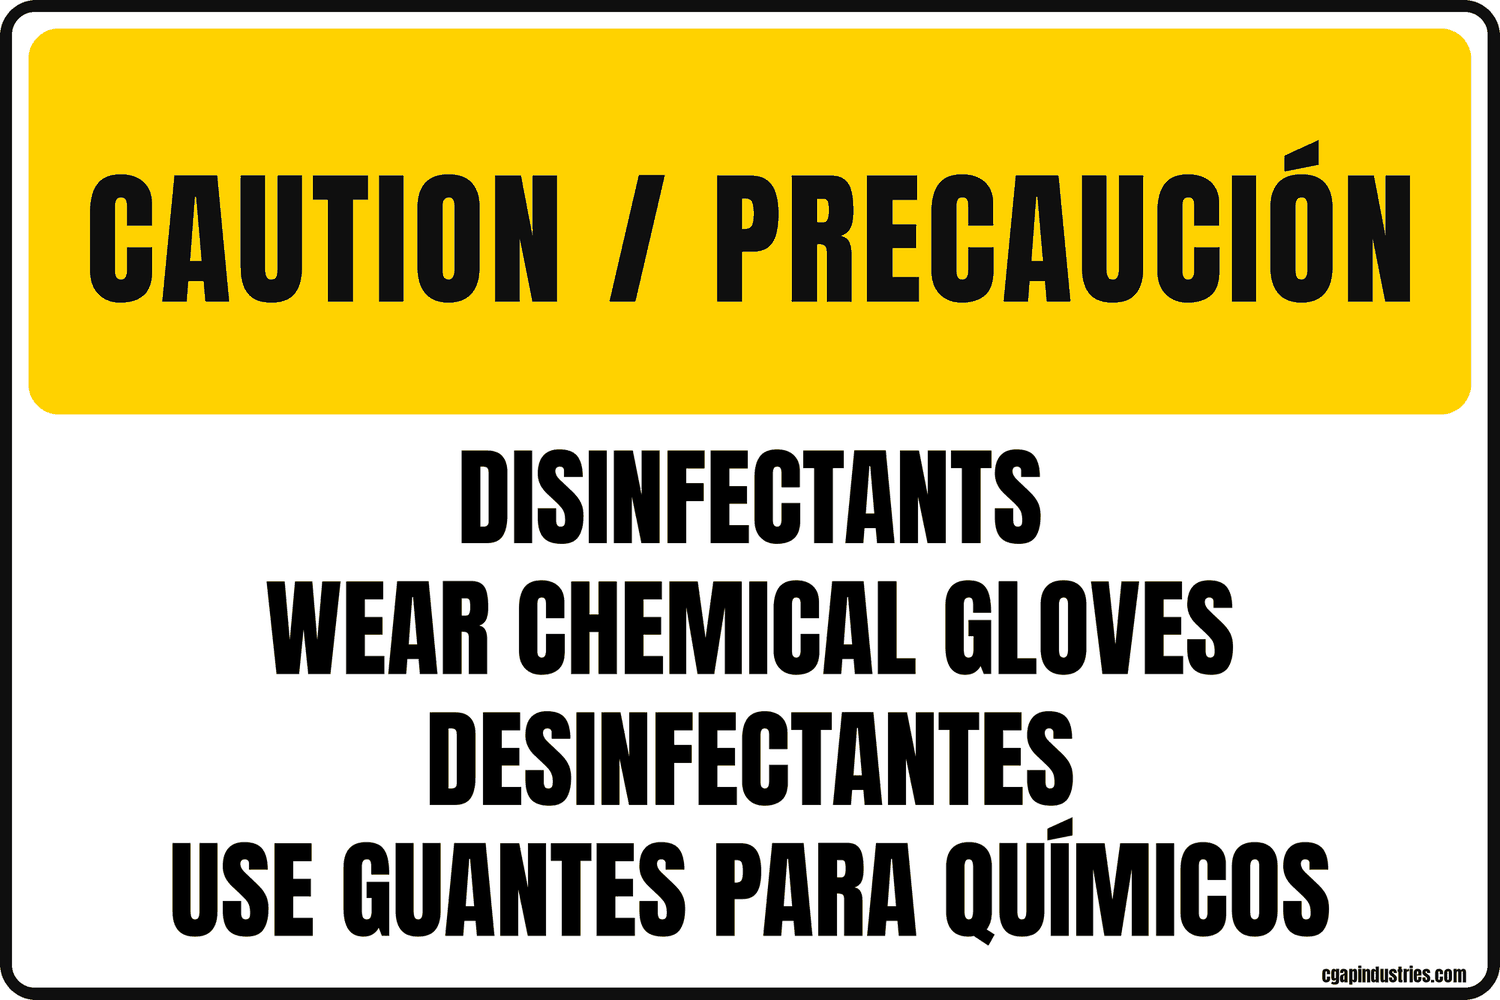 CAUTION / PRECAUCIÓN
DISINFECTANTS
WEAR CHEMICAL GLOVES
DESINFECTANTES
USE GUANTES PARA QUÍMICOS
cgapindustries.com